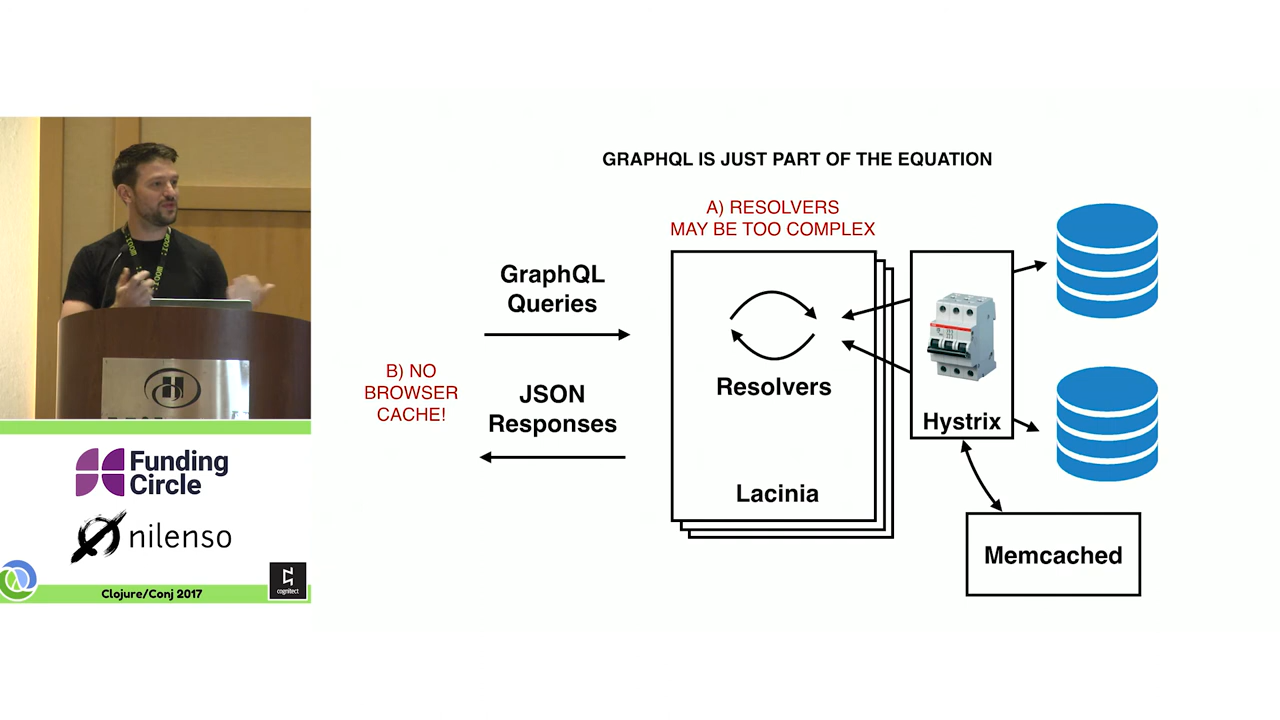 GRAPHQL IS JUST PART OF THE EQUATION
A) RESOLVERS
MAY BE TOO COMPLEX
GraphQL
Queries
B) NO
BROWSER
CACHE!
JSON
Responses
Resolvers
Lacinia
Hystrix
Memcached
Funding
Circle
nilenso
Clojure/Conj 2017
cognitect